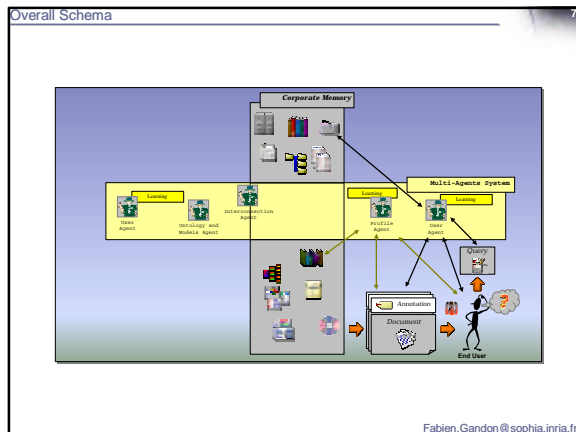 Overall Schema
7
Corporate Memory
Multi-Agents System
Learning
Learning
Learning
User
Agent
Ontology and
Models Agent
Interconnection
Agent
Profile
Agent
User
Agent
Query
?
Annotation
Document
End User
Fabien.Gandon@sophia.inria.fr